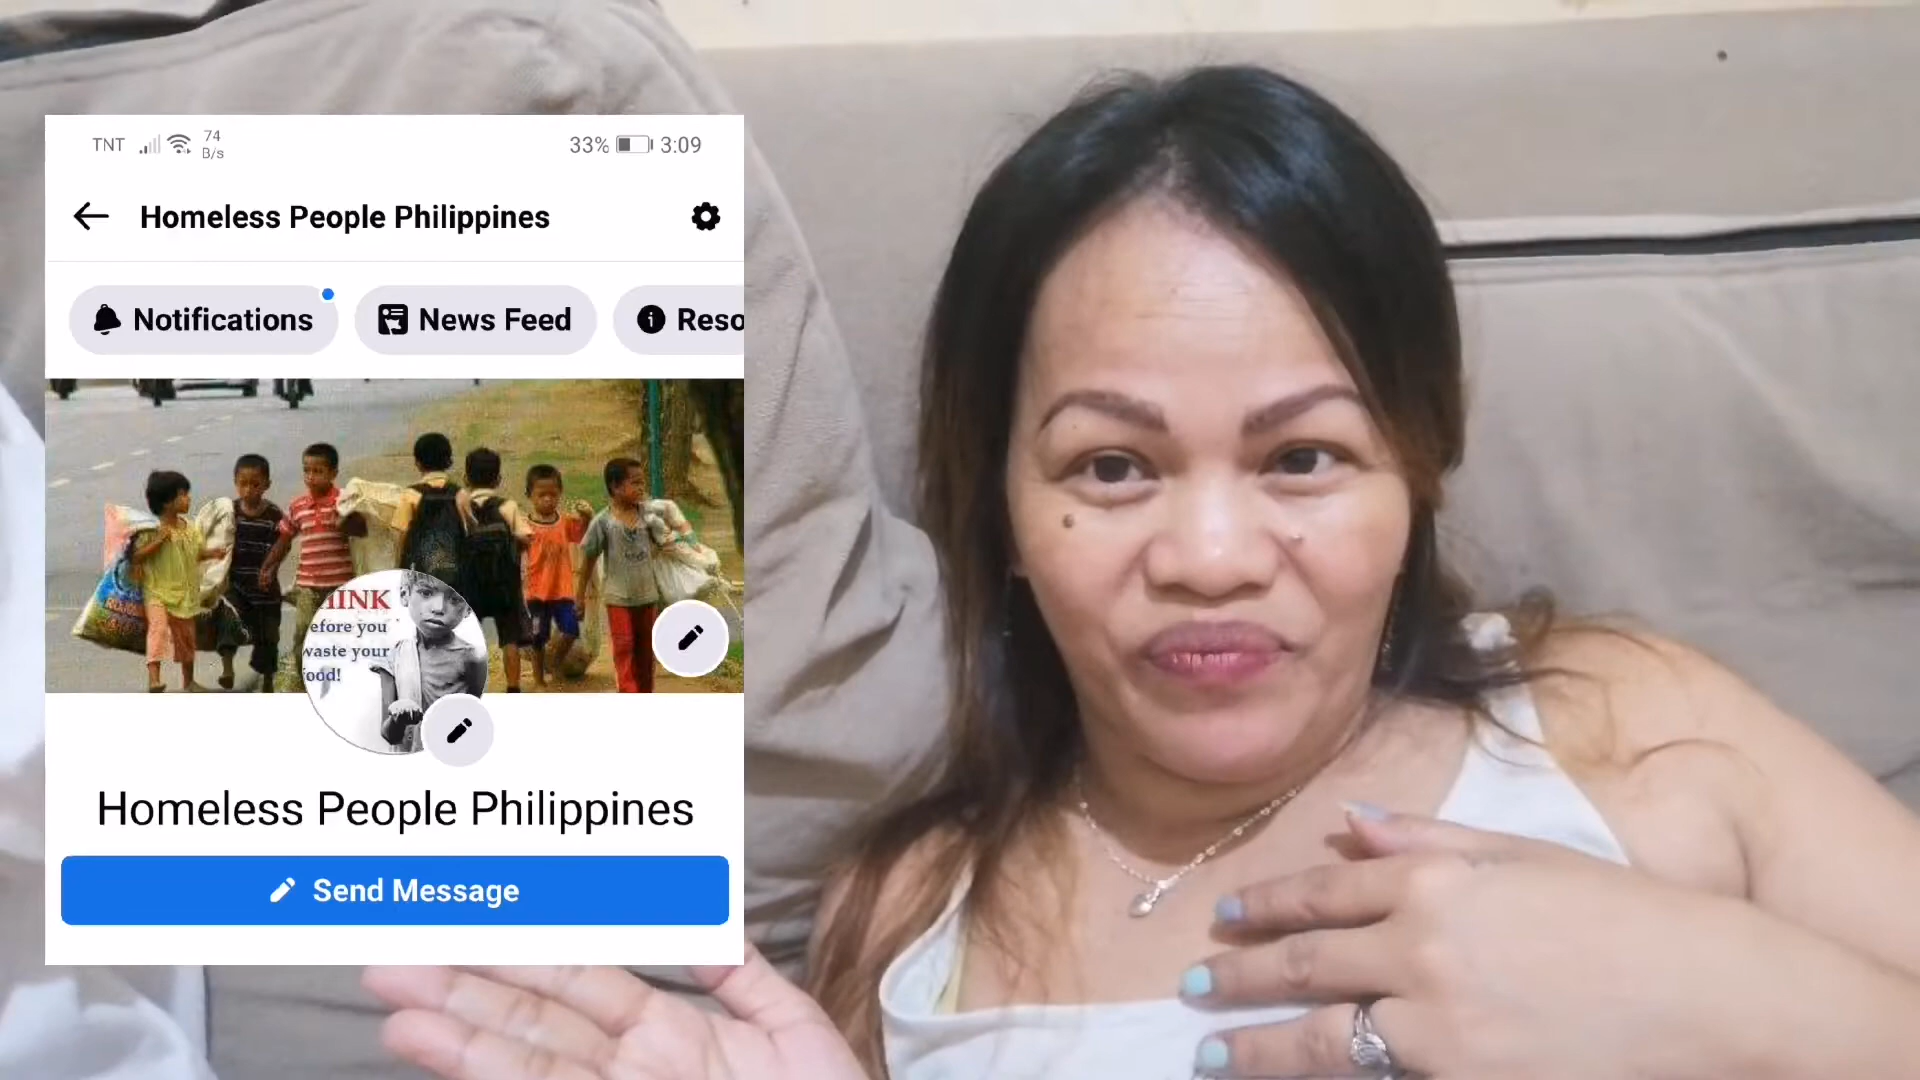 TNT 74 B/s 33% 3:09
Homeless People Philippines
Notifications News Feed Reso
HINK
efore you
waste your
ood!
Homeless People Philippines
Send Message